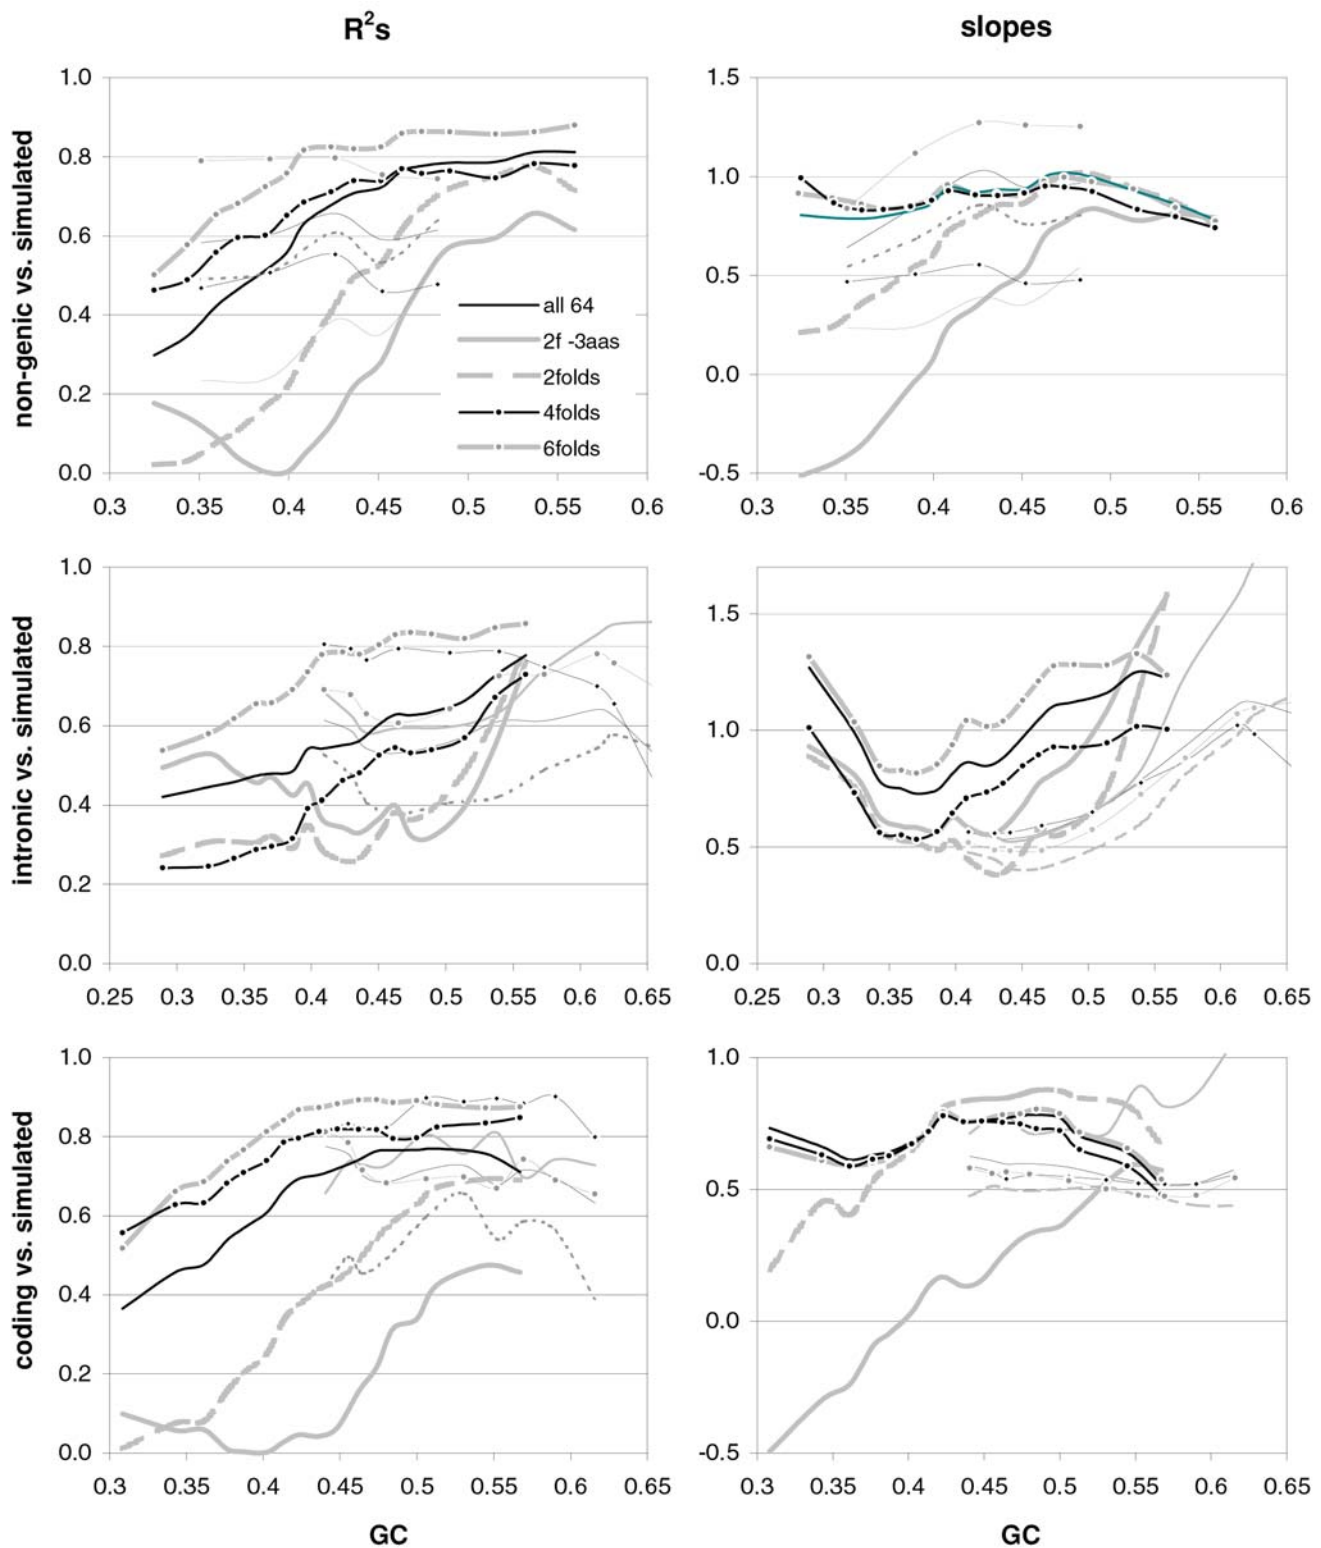 R²s
slopes
non-genic vs. simulated
1.0
0.8
0.6
0.4
0.2
0.0
0.3 0.35 0.4 0.45 0.5 0.55 0.6
all 64
2f -3aas
2folds
4folds
6folds
1.5
1.0
0.5
0.0
-0.5
0.3 0.35 0.4 0.45 0.5 0.55 0.6
intronic vs. simulated
1.0
0.8
0.6
0.4
0.2
0.0
0.25 0.3 0.35 0.4 0.45 0.5 0.55 0.6 0.65
1.5
1.0
0.5
0.0
0.25 0.3 0.35 0.4 0.45 0.5 0.55 0.6 0.65
coding vs. simulated
1.0
0.8
0.6
0.4
0.2
0.0
0.3 0.35 0.4 0.45 0.5 0.55 0.6 0.65
GC
1.0
0.5
0.0
-0.5
0.3 0.35 0.4 0.45 0.5 0.55 0.6 0.65
GC